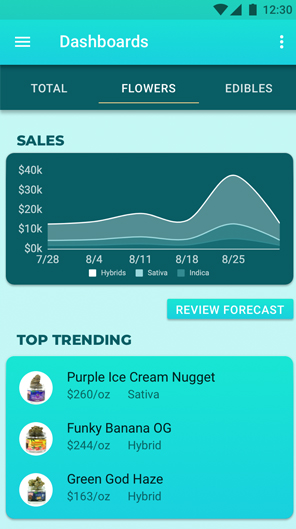 12:30
Dashboards
TOTAL FLOWERS EDIBLES
SALES
$40k
$30k
$20k
$10k
$0k
7/28 8/4 8/11 8/18 8/25
Hybrids Sativa Indica
REVIEW FORECAST
TOP TRENDING
Purple Ice Cream Nugget
$260/oz Sativa
Funky Banana OG
$244/oz Hybrid
Green God Haze
$163/oz Hybrid